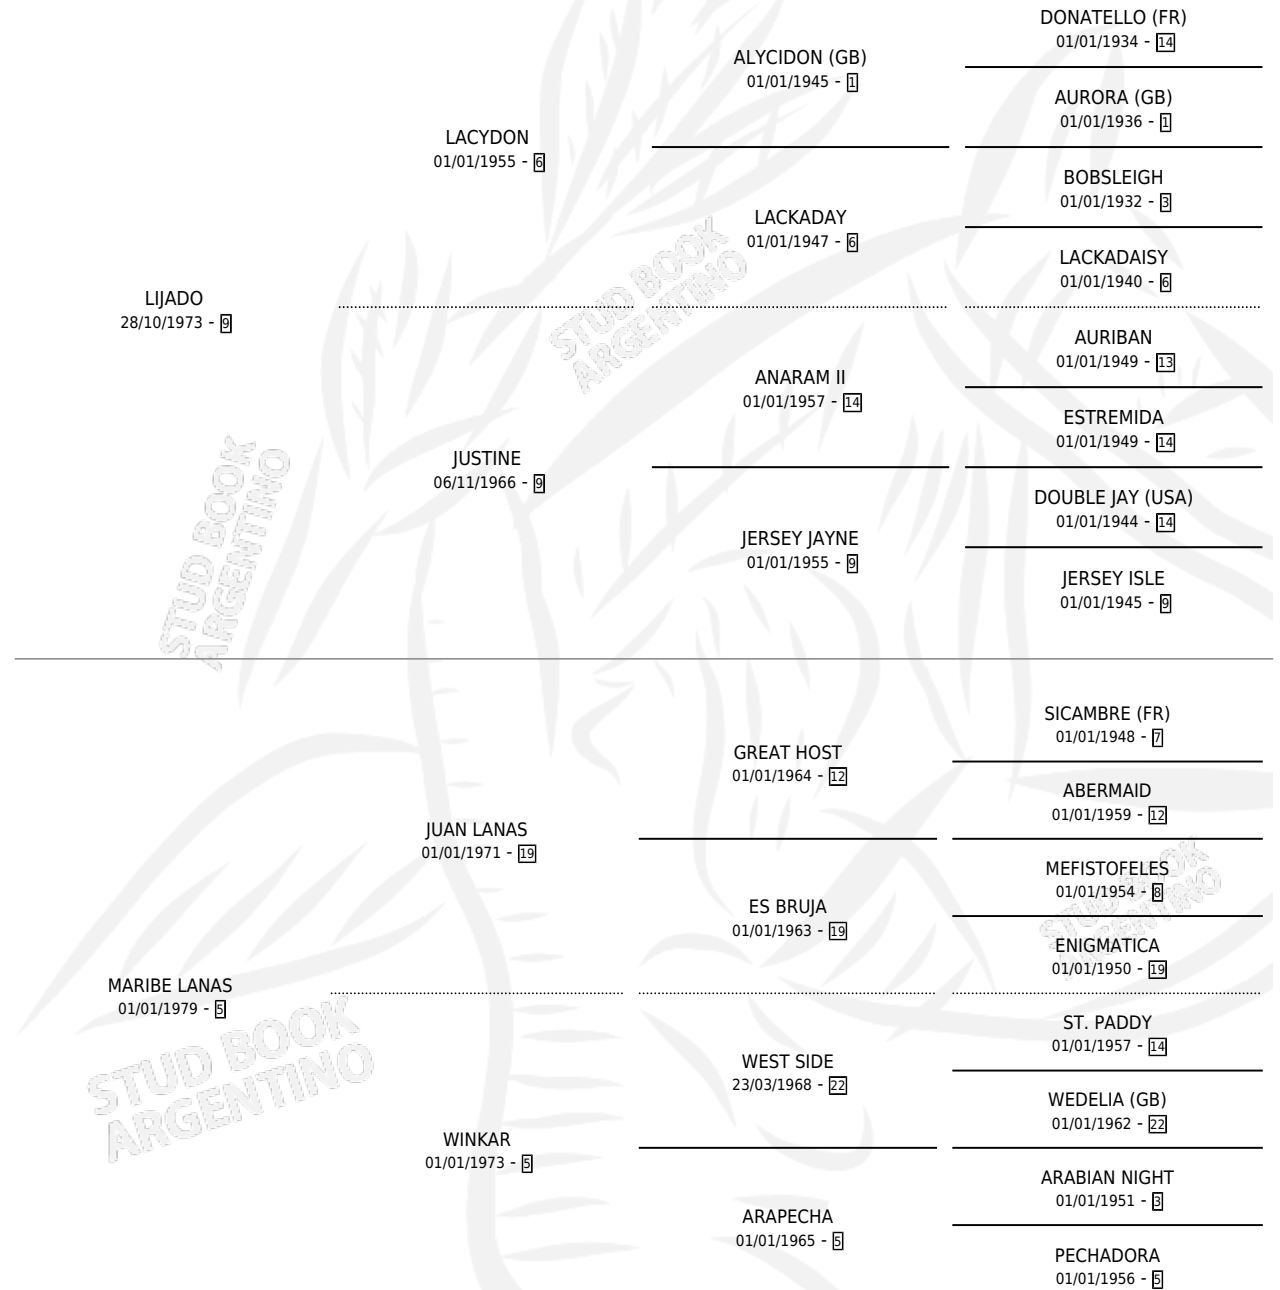 LIJADO
28/10/1973 - 9
LACYDON
01/01/1955 - 6
JUSTINE
06/11/1966 - 9
ALYCIDON (GB)
01/01/1945 - 1
LACKADAY
01/01/1947 - 6
ANARAM II
01/01/1957 - 14
JERSEY JAYNE
01/01/1955 - 9
DONATELLO (FR)
01/01/1934 - 14
AURORA (GB)
01/01/1936 - 1
BOBSLEIGH
01/01/1932 - 3
LACKADAISY
01/01/1940 - 6
AURIBAN
01/01/1949 - 13
ESTREMIDA
01/01/1949 - 14
DOUBLE JAY (USA)
01/01/1944 - 14
JERSEY ISLE
01/01/1945 - 9
STUD BOOK
ARGENTINO
STUD BOOK
ARGENTINO
MARIBE LANAS
01/01/1979 - 5
JUAN LANAS
01/01/1971 - 19
WINKAR
01/01/1973 - 5
GREAT HOST
01/01/1964 - 12
ES BRUJA
01/01/1963 - 19
WEST SIDE
23/03/1968 - 22
ARAPECHA
01/01/1965 - 5
SICAMBRE (FR)
01/01/1948 - 7
ABERMAID
01/01/1959 - 12
MEFISTOFELES
01/01/1954 - 8
ENIGMATICA
01/01/1950 - 19
ST. PADDY
01/01/1957 - 14
WEDELIA (GB)
01/01/1962 - 22
ARABIAN NIGHT
01/01/1951 - 3
PECHADORA
01/01/1956 - 5
STUD BOOK
ARGENTINO
STUD BOOK
ARGENTINO